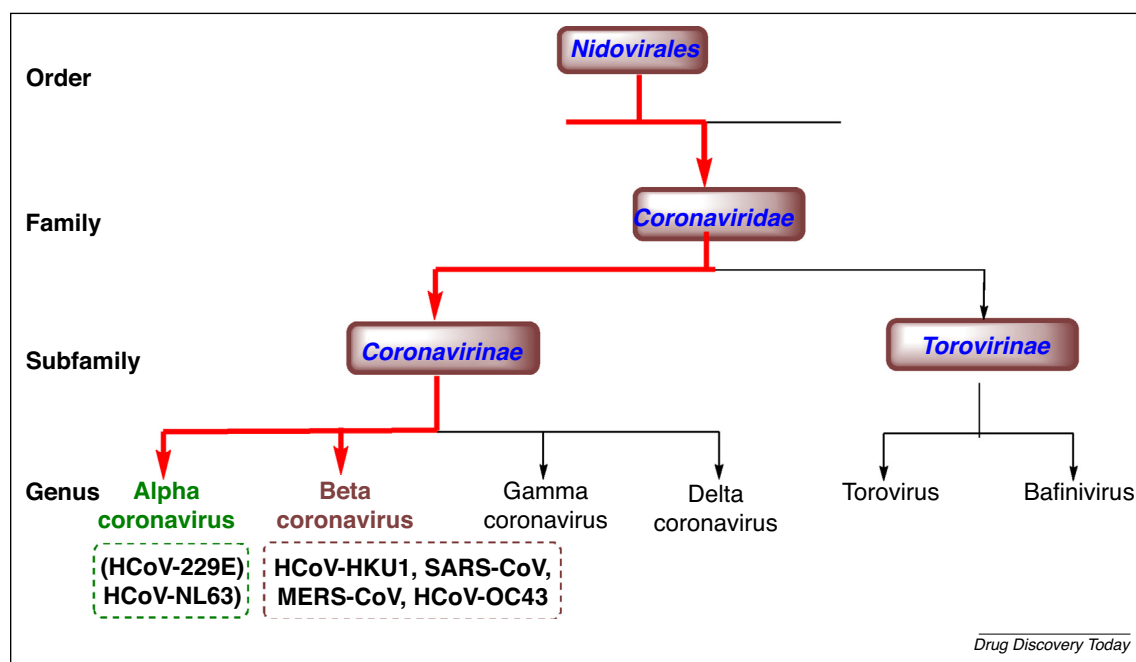 Order
Nidovirales
Family
Coronaviridae
Subfamily
Coronavirinae
Torovirinae
Genus
Alpha
coronavirus
Beta
coronavirus
Gamma
coronavirus
Delta
coronavirus
Torovirus
Bafinivirus
(HCoV-229E)
HCoV-NL63)
HCoV-HKU1, SARS-CoV,
MERS-CoV, HCoV-OC43
Drug Discovery Today